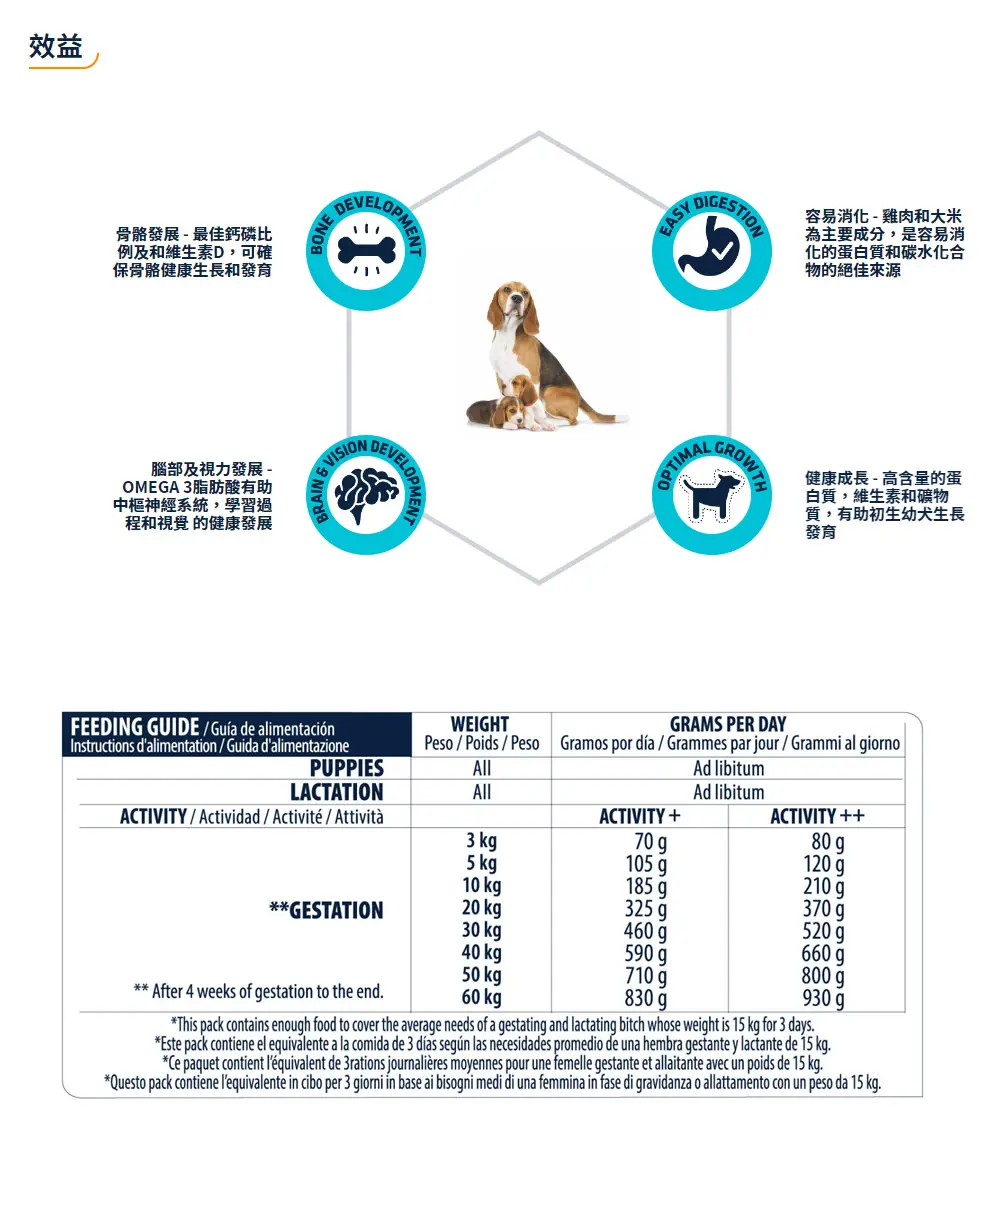 效益
BONE DEVELOPMENT
骨骼發展 - 最佳鈣磷比
例及和維生素D，可確
保骨骼健康生長和發育
EASY DIGESTION
容易消化 - 雞肉和大米
為主要成分，是容易消
化的蛋白質和碳水化合
物的絕佳來源
BRAIN & VISION DEVELOPMENT
腦部及視力發展 -
OMEGA 3脂肪酸有助
中樞神經系統，學習過
程和視覺 的健康發展
OPTIMAL GROWTH
健康成長 - 高含量的蛋
白質，維生素和礦物
質，有助初生幼犬生長
發育
FEEDING GUIDE / Guía de alimentación
Instructions d'alimentation / Guida d'alimentazione
WEIGHT
Peso / Poids / Peso
GRAMS PER DAY
Gramos por día / Grammes par jour / Grammi al giorno
PUPPIES All Ad libitum
LACTATION All Ad libitum
ACTIVITY / Actividad / Activité / Attività ACTIVITY + ACTIVITY ++
3 kg 70 g 80 g
5 kg 105 g 120 g
10 kg 185 g 210 g
**GESTATION 20 kg 325 g 370 g
30 kg 460 g 520 g
40 kg 590 g 660 g
50 kg 710 g 800 g
** After 4 weeks of gestation to the end. 60 kg 830 g 930 g
*This pack contains enough food to cover the average needs of a gestating and lactating bitch whose weight is 15 kg for 3 days.
*Este pack contiene el equivalente a la comida de 3 días según las necesidades promedio de una hembra gestante y lactante de 15 kg.
*Ce paquet contient l'équivalent de 3rations journalières moyennes pour une femelle gestante et allaitante avec un poids de 15 kg.
*Questo pack contiene l'equivalente in cibo per 3 giorni in base ai bisogni medi di una femmina in fase di gravidanza o allattamento con un peso da 15 kg.